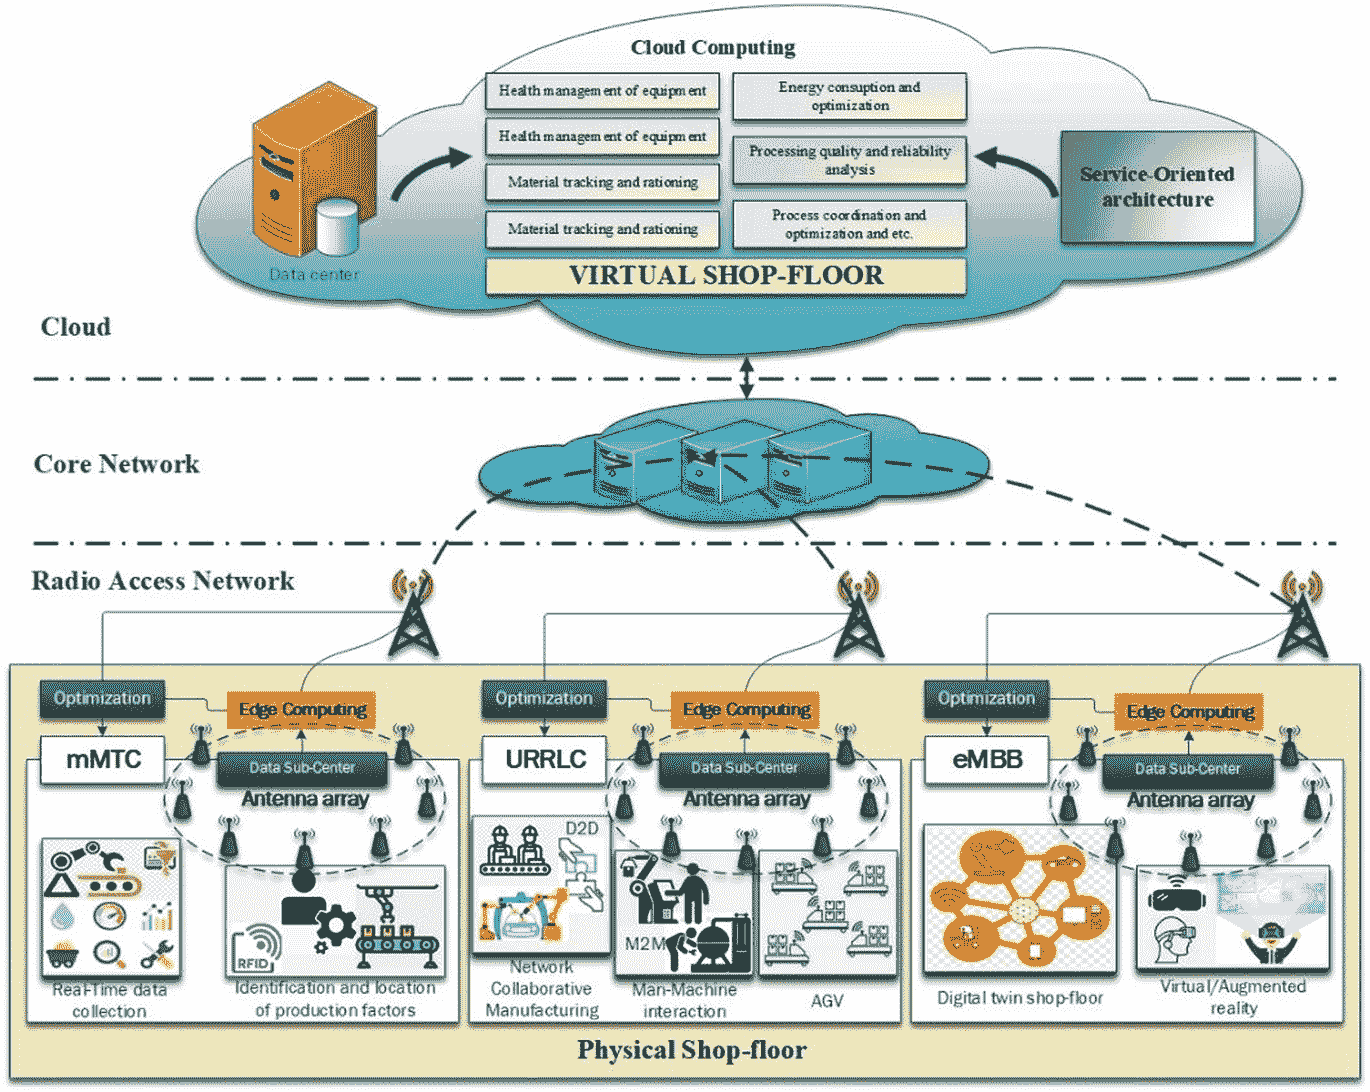 Cloud Computing
Health management of equipment
Health management of equipment
Material tracking and rationing
Material tracking and rationing
Energy consuption and
optimization
Processing quality and reliability
analysis
Process coordination and
optimization and etc.
VIRTUAL SHOP-FLOOR
Data center
Service-Oriented
architecture
Cloud
Core Network
Radio Access Network
Optimization
Edge Computing
mMTC
Data Sub-Center
Antenna array
RFID
Real-Time data
collection
Identification and location
of production factors
Optimization
Edge Computing
URRLC
Data Sub-Center
Antenna array
D2D
M2M
Network
Collaborative
Manufacturing
Man-Machine
interaction
AGV
Optimization
Edge Computing
eMBB
Data Sub-Center
Antenna array
Digital twin shop-floor
Virtual/Augmented
reality
Physical Shop-floor